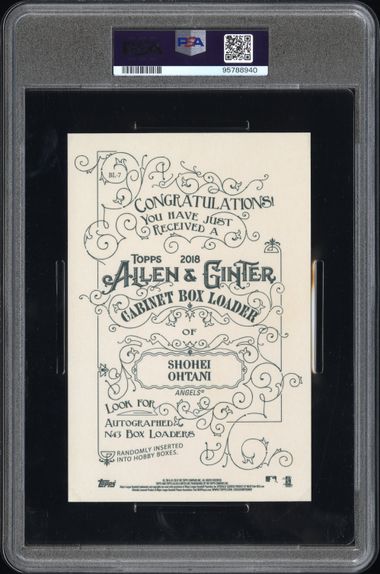 PSA
95788940
BL-7
CONGRATULATIONS!
YOU HAVE JUST
RECEIVED A
TOPPS 2018
ALLEN & GINTER
CABINET BOX LOADER
OF
SHOHEI
OHTANI
ANGELS®
LOOK FOR
AUTOGRAPHED
N43 BOX LOADERS
RANDOMLY INSERTED
INTO HOBBY BOXES.
Topps